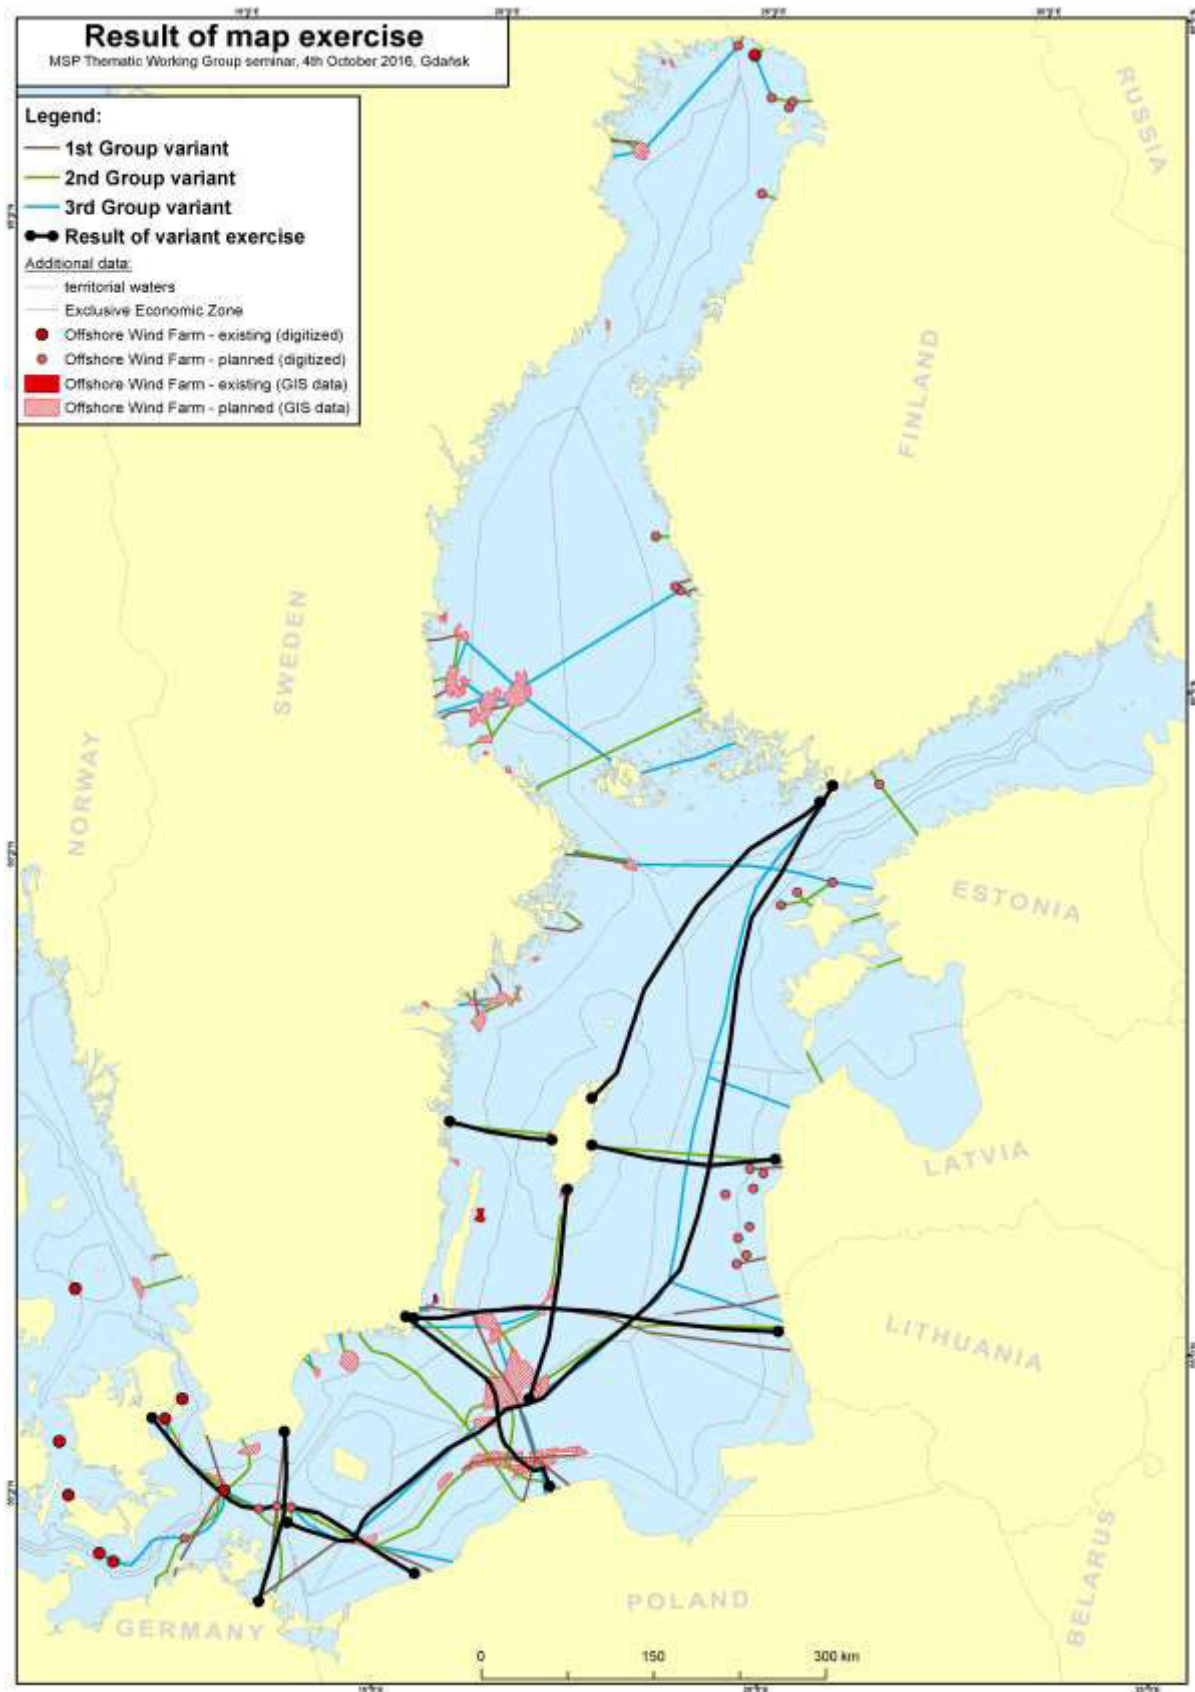 Result of map exercise
MSP Thematic Working Group seminar, 4th October 2016, Gdańsk
Legend:
1st Group variant
2nd Group variant
3rd Group variant
Result of variant exercise
Additional data:
territorial waters
Exclusive Economic Zone
Offshore Wind Farm - existing (digitized)
Offshore Wind Farm - planned (digitized)
Offshore Wind Farm - existing (GIS data)
Offshore Wind Farm - planned (GIS data)
RUSSIA
FINLAND
SWEDEN
NORWAY
ESTONIA
LATVIA
LITHUANIA
BELARUS
POLAND
GERMANY
0 150 300 km